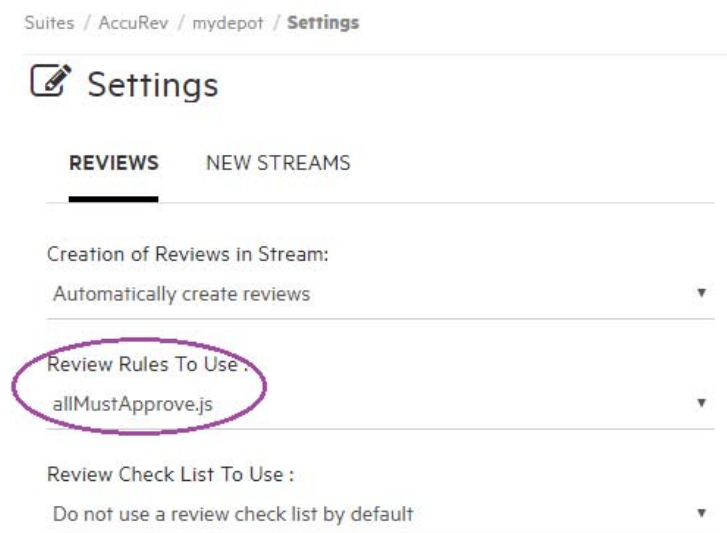 Suites / AccuRev / mydepot / Settings
Settings
REVIEWS NEW STREAMS
Creation of Reviews in Stream:
Automatically create reviews
Review Rules To Use :
allMustApprove.js
Review Check List To Use :
Do not use a review check list by default